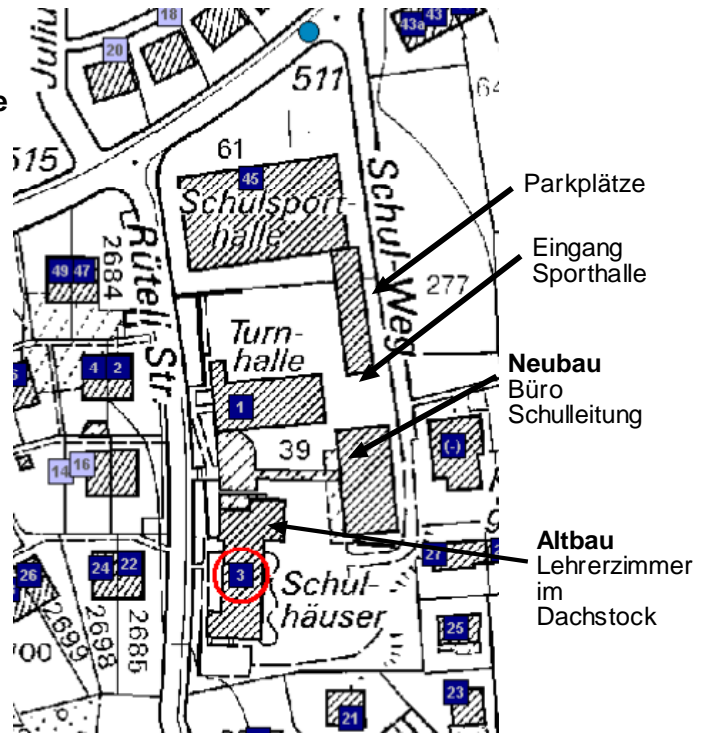 18
43
43a
20
Juliu
e
511
64
515
61
45
Schulsport-
halle
Schul-Weg
Parkplätze
Eingang
Sporthalle
49 47
2684
Rüteli Str
277
Turn-
halle
4 2
1
Neubau
Büro
Schulleitung
39
(-)
14 16
Altbau
Lehrerzimmer
im
Dachstock
27
26
24 22
3
Schul-
häuser
25
2699
2698
2685
700
23
21